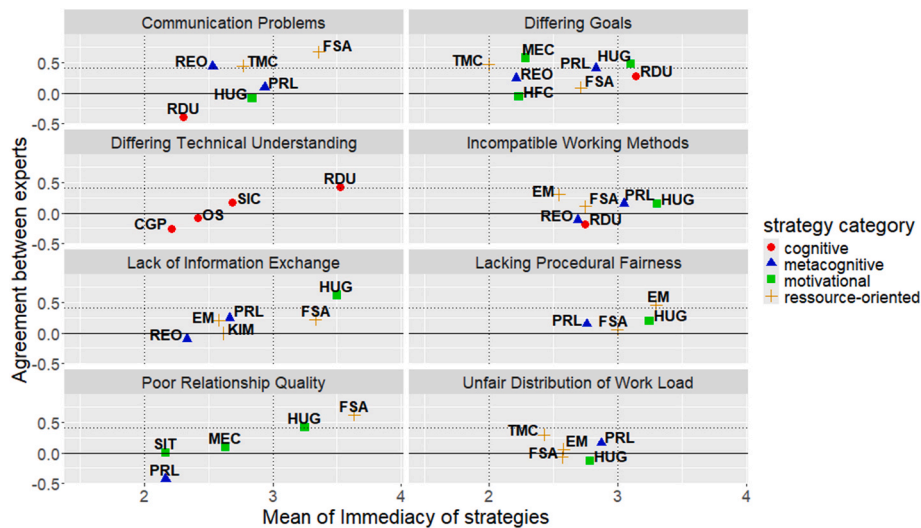 Communication Problems
Differing Goals
FSA
REO
TMC
PRL
HUG
RDU
TMC
MEC
HUG
PRL
RDU
REO
FSA
HFC
0.5
0.0
-0.5
Differing Technical Understanding
Incompatible Working Methods
RDU
SIC
OS
CGP
EM
FSA
PRL
HUG
REO
RDU
0.5
0.0
-0.5
Lack of Information Exchange
Lacking Procedural Fairness
HUG
EM
PRL
FSA
REO
KIM
EM
PRL
FSA
HUG
0.5
0.0
-0.5
Poor Relationship Quality
Unfair Distribution of Work Load
FSA
HUG
SIT
MEC
PRL
TMC
EM
PRL
FSA
HUG
0.5
0.0
-0.5
2
3
4
2
3
4
Agreement between experts
Mean of Immediacy of strategies
strategy category
cognitive
metacognitive
motivational
ressource-oriented